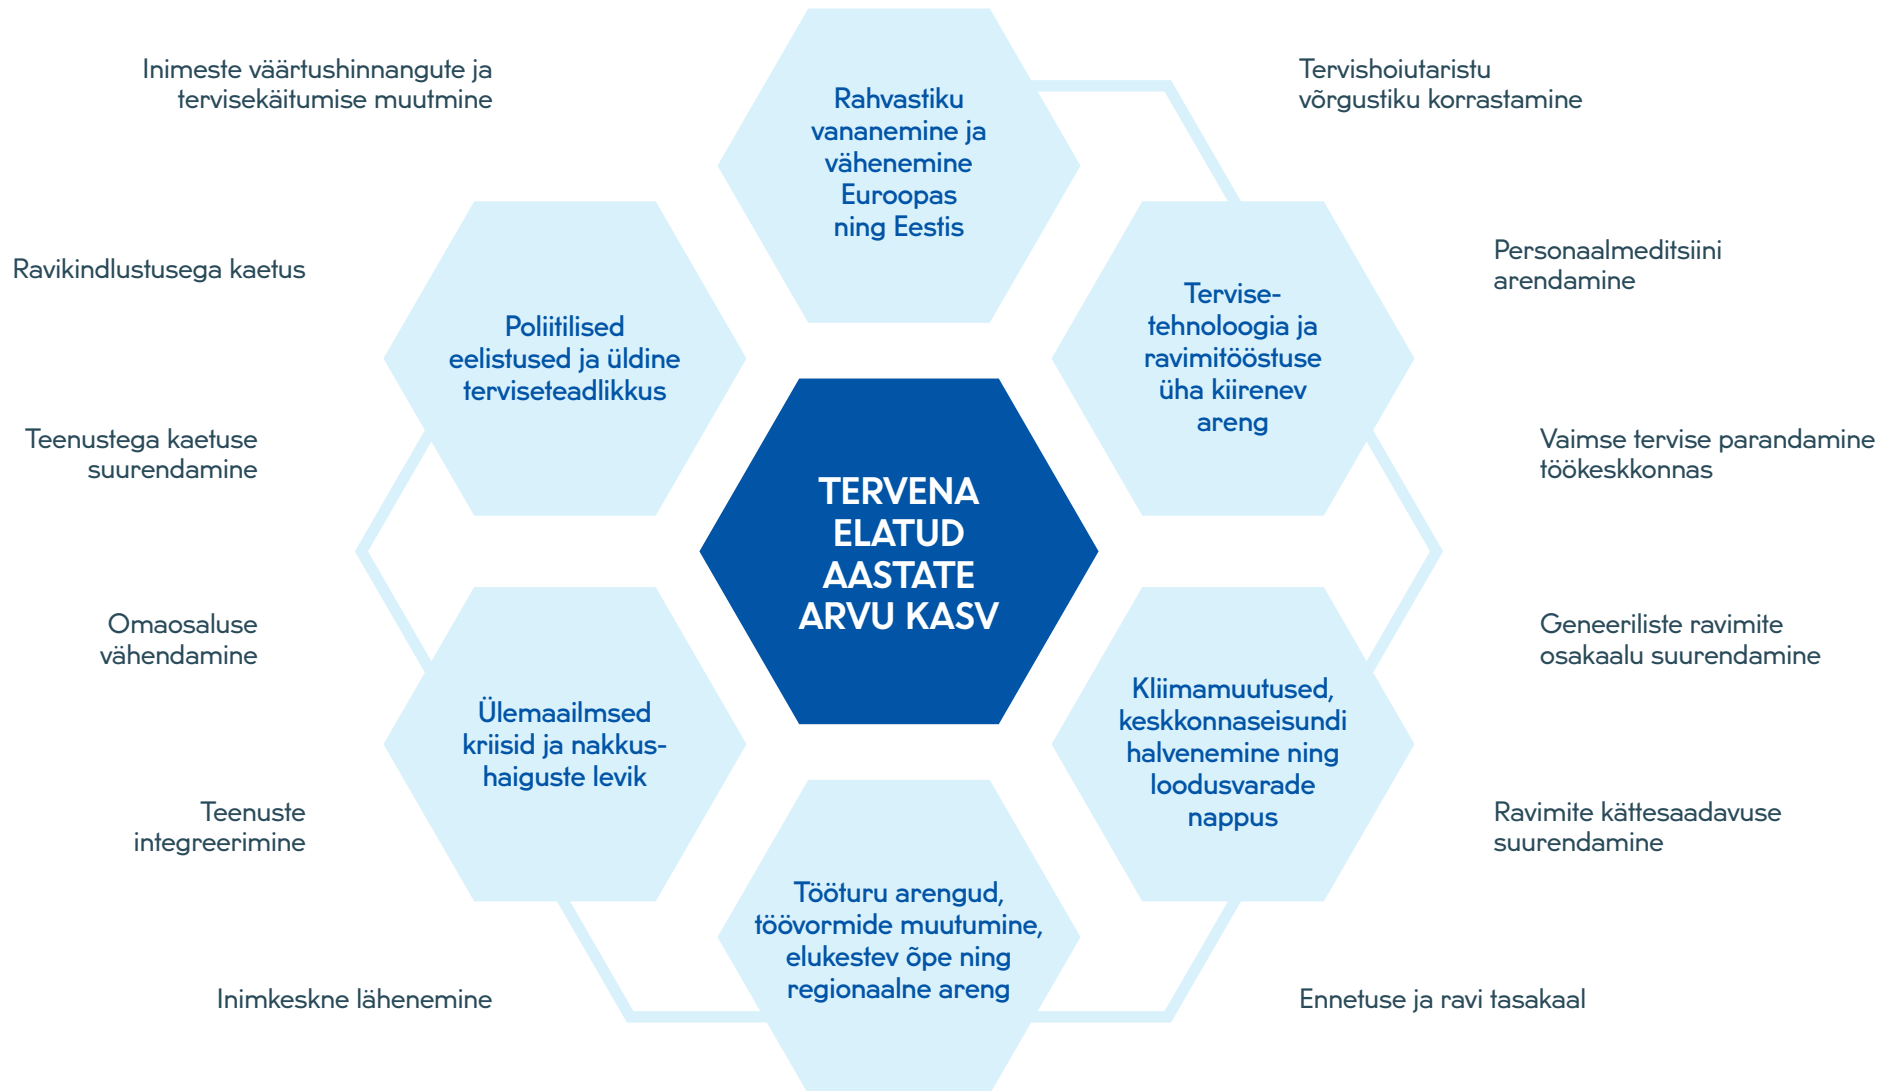 Inimeste väärtushinnangute ja
tervisekäitumise muutmine
Ravikindlustusega kaetus
Teenustega kaetuse
suurendamine
Omaosaluse
vähendamine
Teenuste
integreerimine
Inimkeskne lähenemine
Rahvastiku
vananemine ja
vähenemine
Euroopas
ning Eestis
Poliitilised
eelistused ja üldine
terviseteadlikkus
Tervise-
tehnoloogia ja
ravimitööstuse
üha kiirenev
areng
TERVENA
ELATUD
AASTATE
ARVU KASV
Ülemaailmsed
kriisid ja nakkus-
haiguste levik
Kliimamuutused,
keskkonnaseisundi
halvenemine ning
loodusvarade
nappus
Tööturu arengud,
töövormide muutumine,
elukestev õpe ning
regionaalne areng
Tervishoiutaristu
võrgustiku korrastamine
Personaalmeditsiini
arendamine
Vaimse tervise parandamine
töökeskkonnas
Geneeriliste ravimite
osakaalu suurendamine
Ravimite kättesaadavuse
suurendamine
Ennetuse ja ravi tasakaal